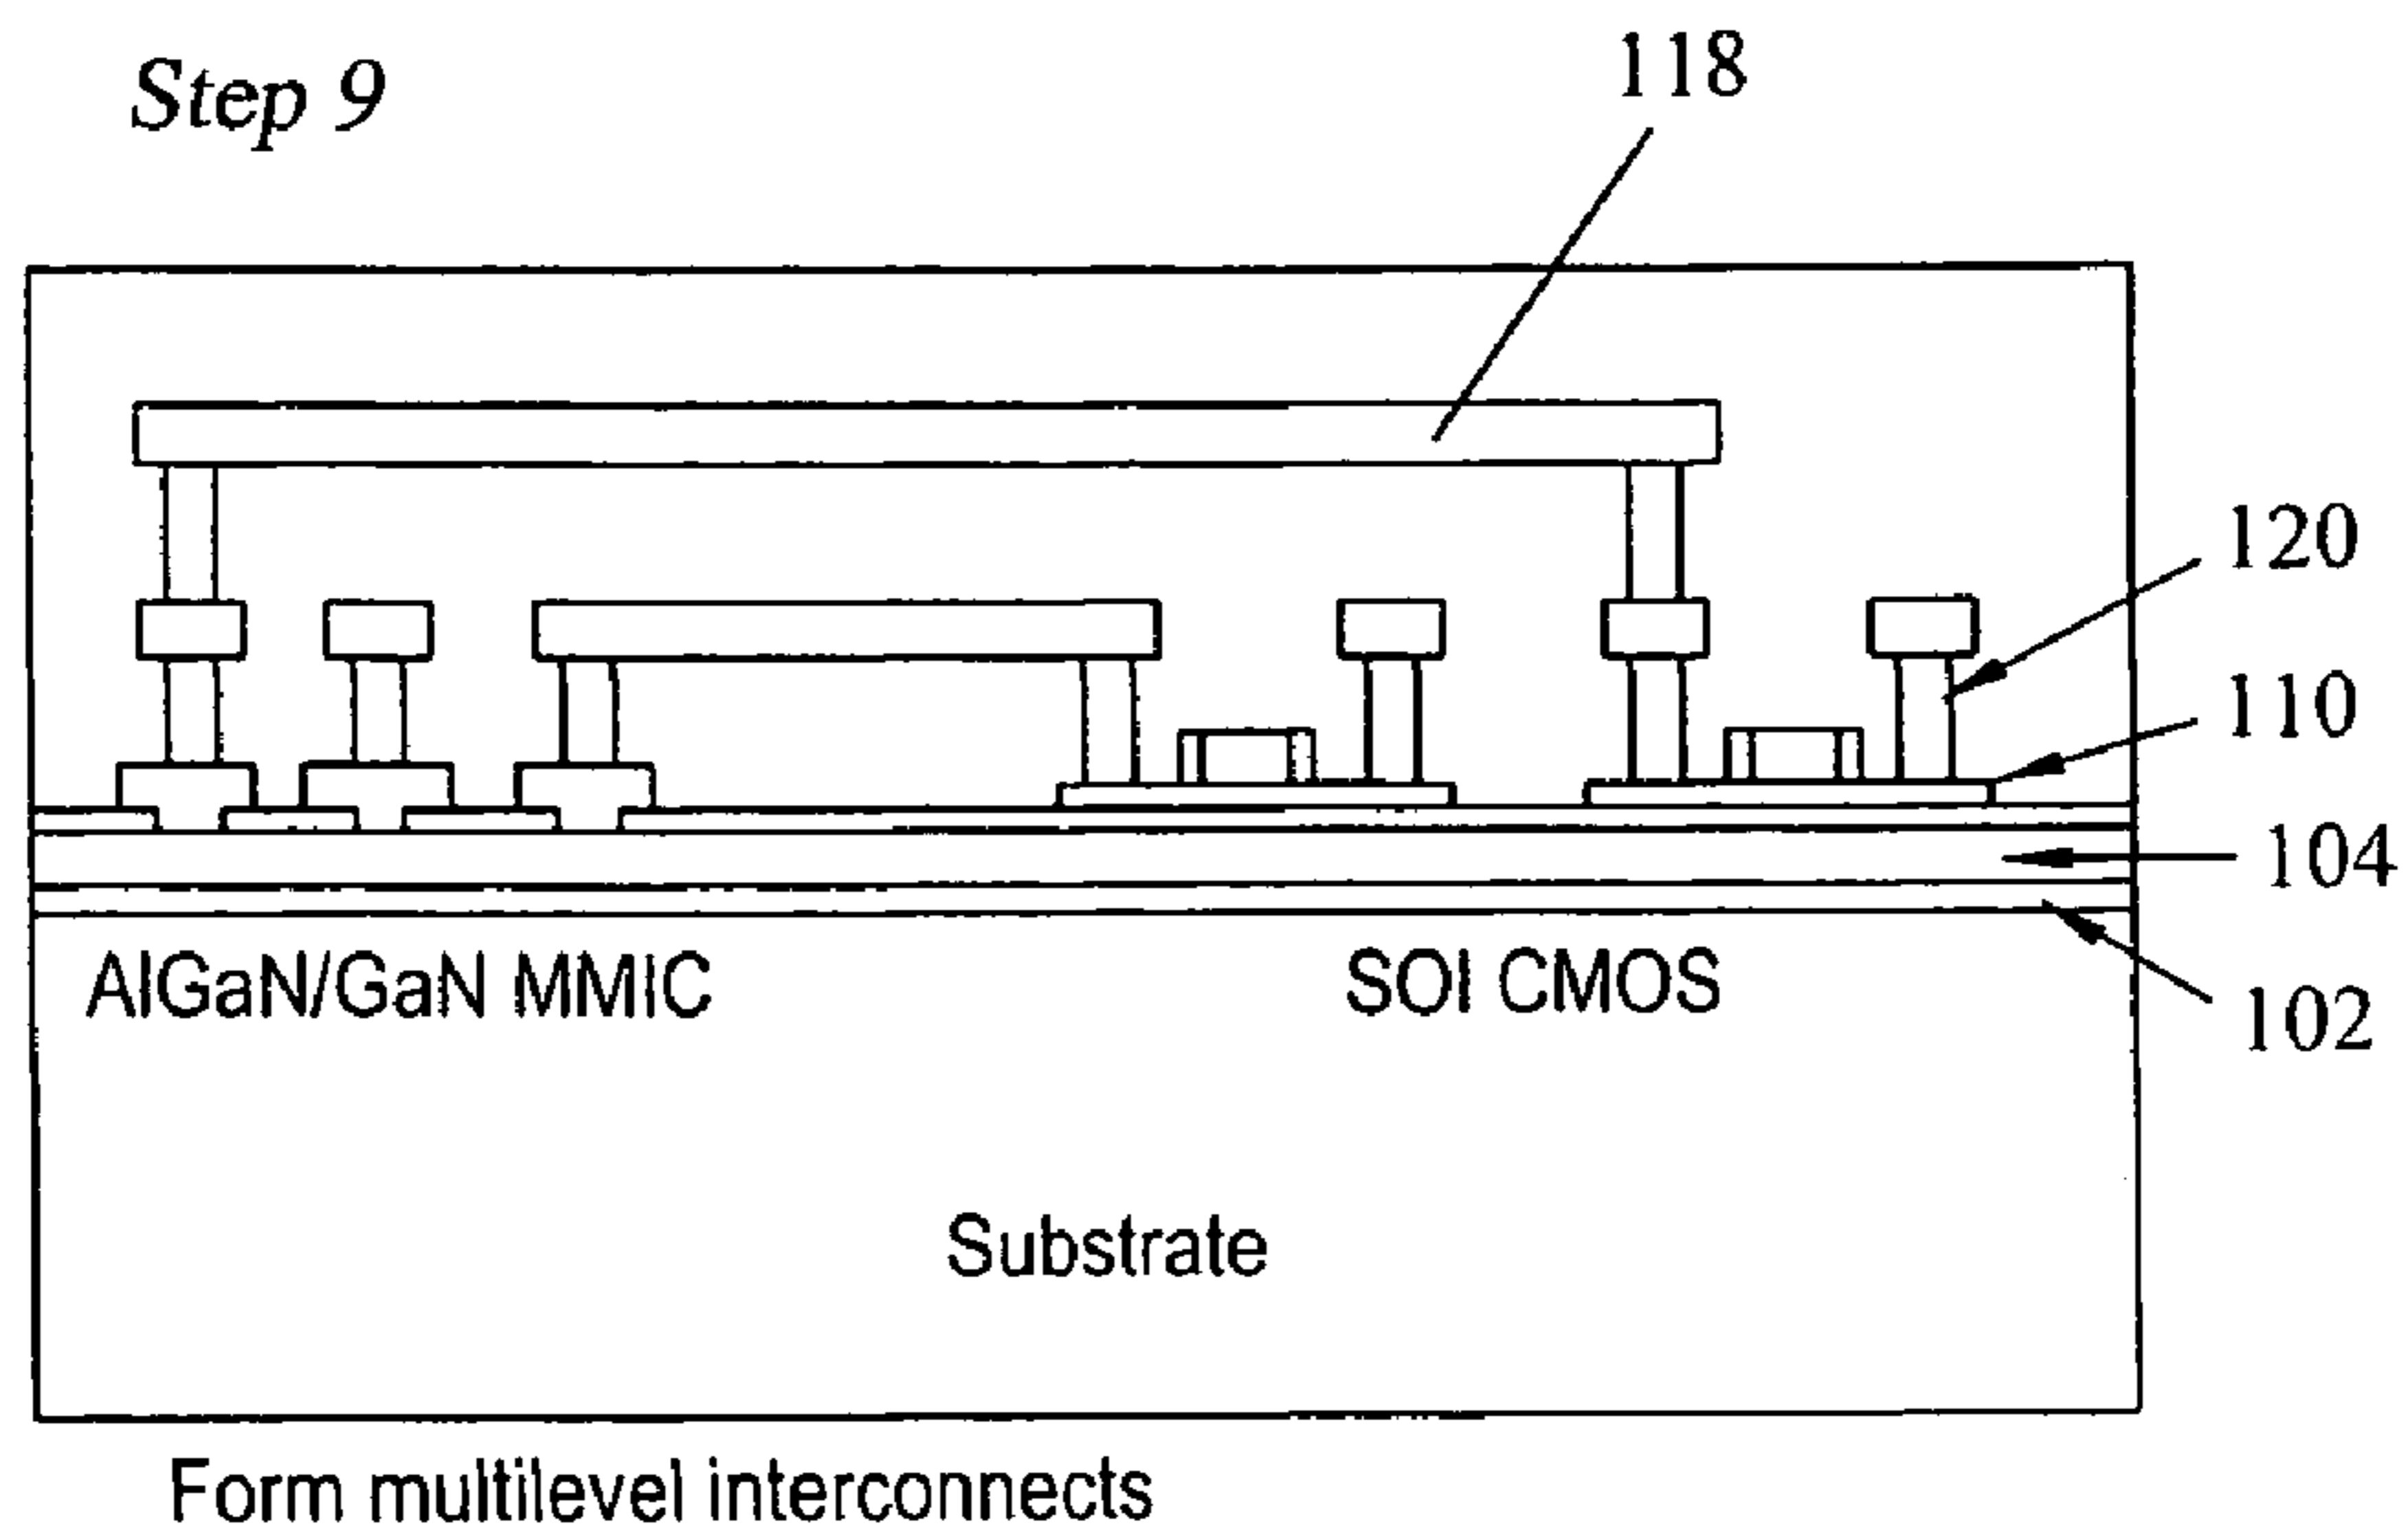 Step 9
118
120
110
104
AlGaN/GaN MMIC
SOI CMOS
102
Substrate
Form multilevel interconnects